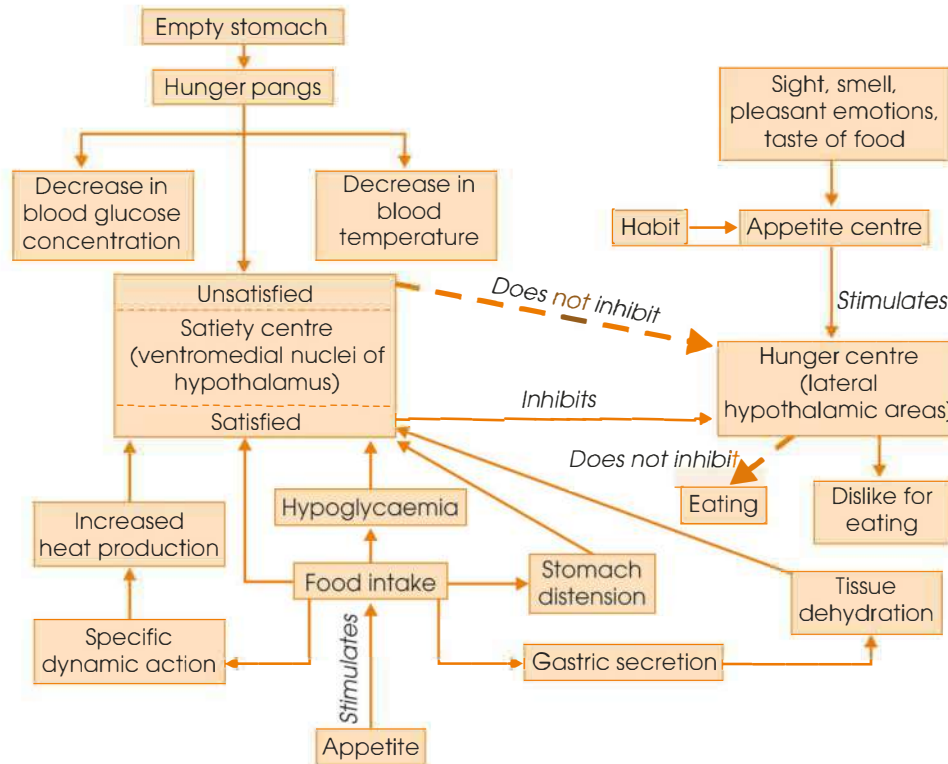 Empty stomach
Hunger pangs
Decrease in
blood glucose
concentration
Decrease in
blood
temperature
Sight, smell,
pleasant emotions,
taste of food
Habit
Appetite centre
Stimulates
Unsatisfied
Satiety centre
(ventromedial nuclei of
hypothalamus)
Satisfied
Does not inhibit
Inhibits
Hunger centre
(lateral
hypothalamic areas)
Does not inhibit
Eating
Dislike for
eating
Increased
heat production
Hypoglycaemia
Food intake
Stomach
distension
Tissue
dehydration
Specific
dynamic action
Stimulates
Gastric secretion
Appetite